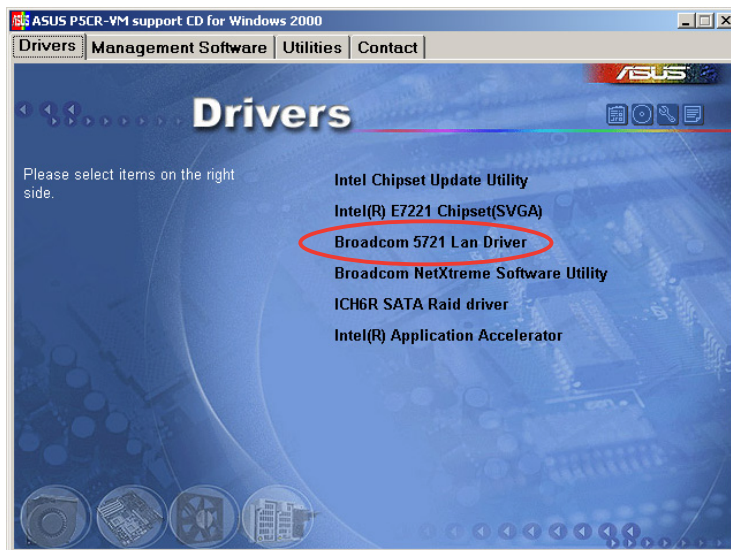 ASUS P5CR-VM support CD for Windows 2000
Drivers Management Software Utilities Contact
ASUS
Drivers
Please select items on the right
side.
Intel Chipset Update Utility
Intel(R) E7221 Chipset(SVGA)
Broadcom 5721 Lan Driver
Broadcom NetXtreme Software Utility
ICH6R SATA Raid driver
Intel(R) Application Accelerator